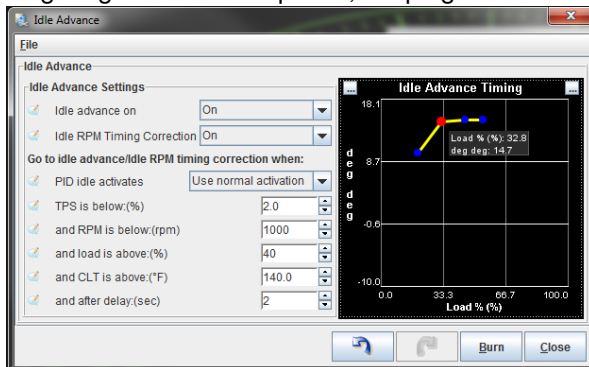 Idle Advance
File
Idle Advance
Idle Advance Settings
Idle advance on On
Idle RPM Timing Correction On
Go to idle advance/Idle RPM timing correction when:
PID idle activates Use normal activation
TPS is below:(%) 2.0
and RPM is below:(rpm) 1000
and load is above:(%) 40
and CLT is above:(°F) 140.0
and after delay:(sec) 2
... Idle Advance Timing ...
18.1
8.7
-0.6
-10.0
deg deg
Load % (%): 32.8
deg deg: 14.7
0.0 33.3 66.7 100.0
Load % (%)
Burn Close